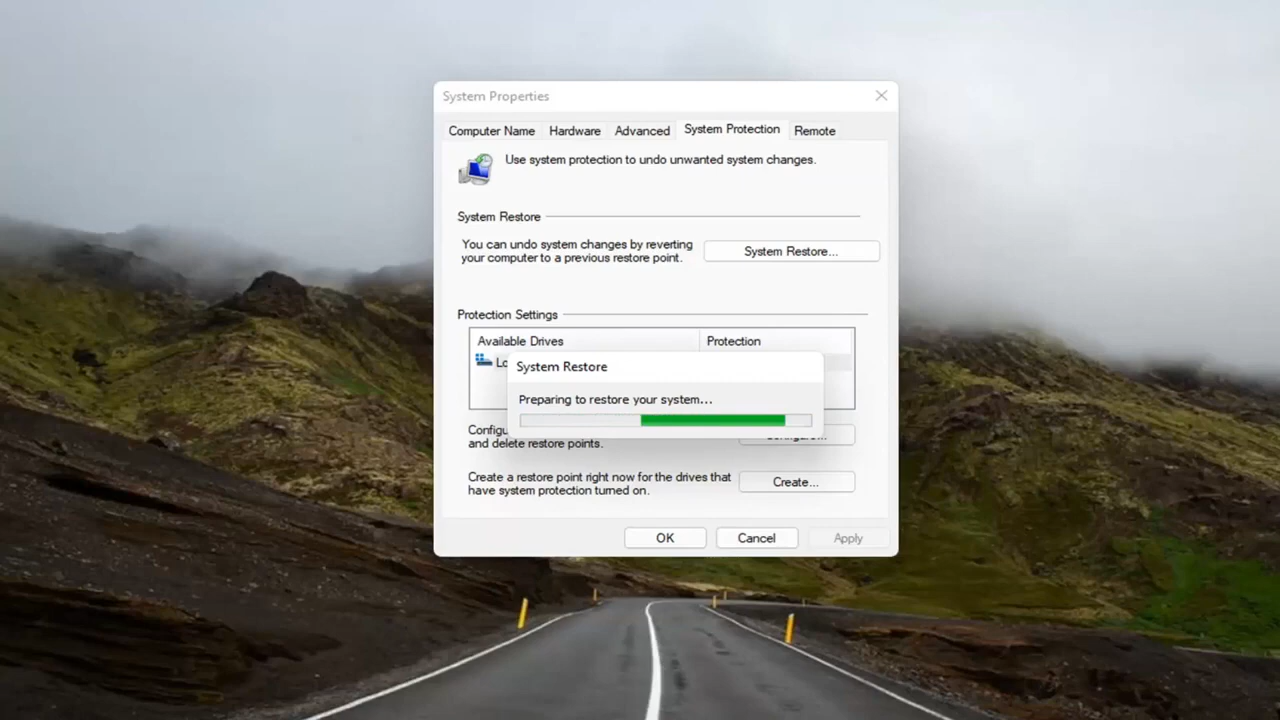 System Properties
Computer Name Hardware Advanced System Protection Remote
Use system protection to undo unwanted system changes.
System Restore
You can undo system changes by reverting
your computer to a previous restore point.
System Restore...
Protection Settings
Available Drives Protection
Lo
System Restore
Preparing to restore your system...
Configu
and delete restore points.
Configure...
Create a restore point right now for the drives that
have system protection turned on.
Create...
OK Cancel Apply